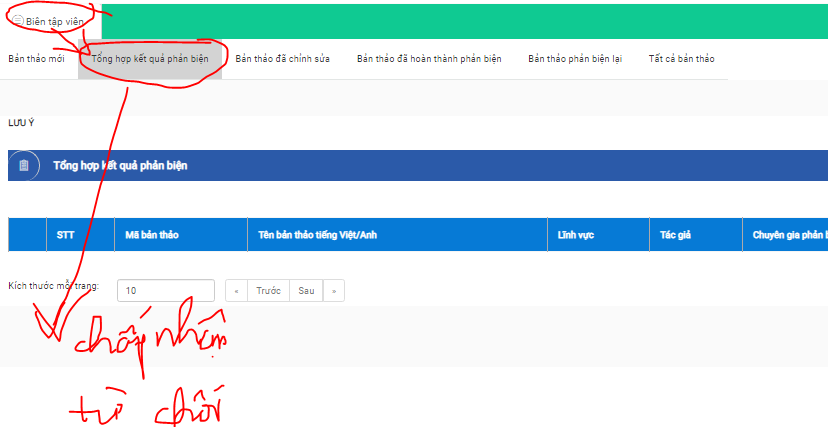 Biên tập viên
Bản thảo mới Tổng hợp kết quả phản biện Bản thảo đã chỉnh sửa Bản thảo đã hoàn thành phản biện Bản thảo phản biện lại Tất cả bản thảo
LƯU Ý
Tổng hợp kết quả phản biện
STT Mã bản thảo Tên bản thảo tiếng Việt/Anh Lĩnh vực Tác giả Chuyên gia phản b
Kích thước mỗi trang: 10 « Trước Sau »
chấp nhận
từ chối